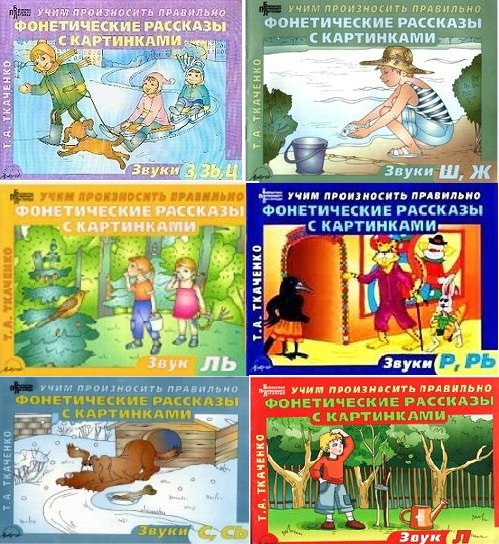 УЧИМ ПРОИЗНОСИТЬ ПРАВИЛЬНО
ФОНЕТИЧЕСКИЕ РАССКАЗЫ
С КАРТИНКАМИ
Т.А. ТКАЧЕНКО
Звуки З, ЗЬ, Ц
УЧИМ ПРОИЗНОСИТЬ ПРАВИЛЬНО
ФОНЕТИЧЕСКИЕ РАССКАЗЫ
С КАРТИНКАМИ
Т.А. ТКАЧЕНКО
Звуки Ш, Ж
УЧИМ ПРОИЗНОСИТЬ ПРАВИЛЬНО
ФОНЕТИЧЕСКИЕ РАССКАЗЫ
С КАРТИНКАМИ
Т.А. ТКАЧЕНКО
Звук ЛЬ
УЧИМ ПРОИЗНОСИТЬ ПРАВИЛЬНО
ФОНЕТИЧЕСКИЕ РАССКАЗЫ
С КАРТИНКАМИ
Т.А. ТКАЧЕНКО
Звуки Р, РЬ
УЧИМ ПРОИЗНОСИТЬ ПРАВИЛЬНО
ФОНЕТИЧЕСКИЕ РАССКАЗЫ
С КАРТИНКАМИ
Т.А. ТКАЧЕНКО
Звуки С, СЬ
УЧИМ ПРОИЗНОСИТЬ ПРАВИЛЬНО
ФОНЕТИЧЕСКИЕ РАССКАЗЫ
С КАРТИНКАМИ
Т.А. ТКАЧЕНКО
Звук Л